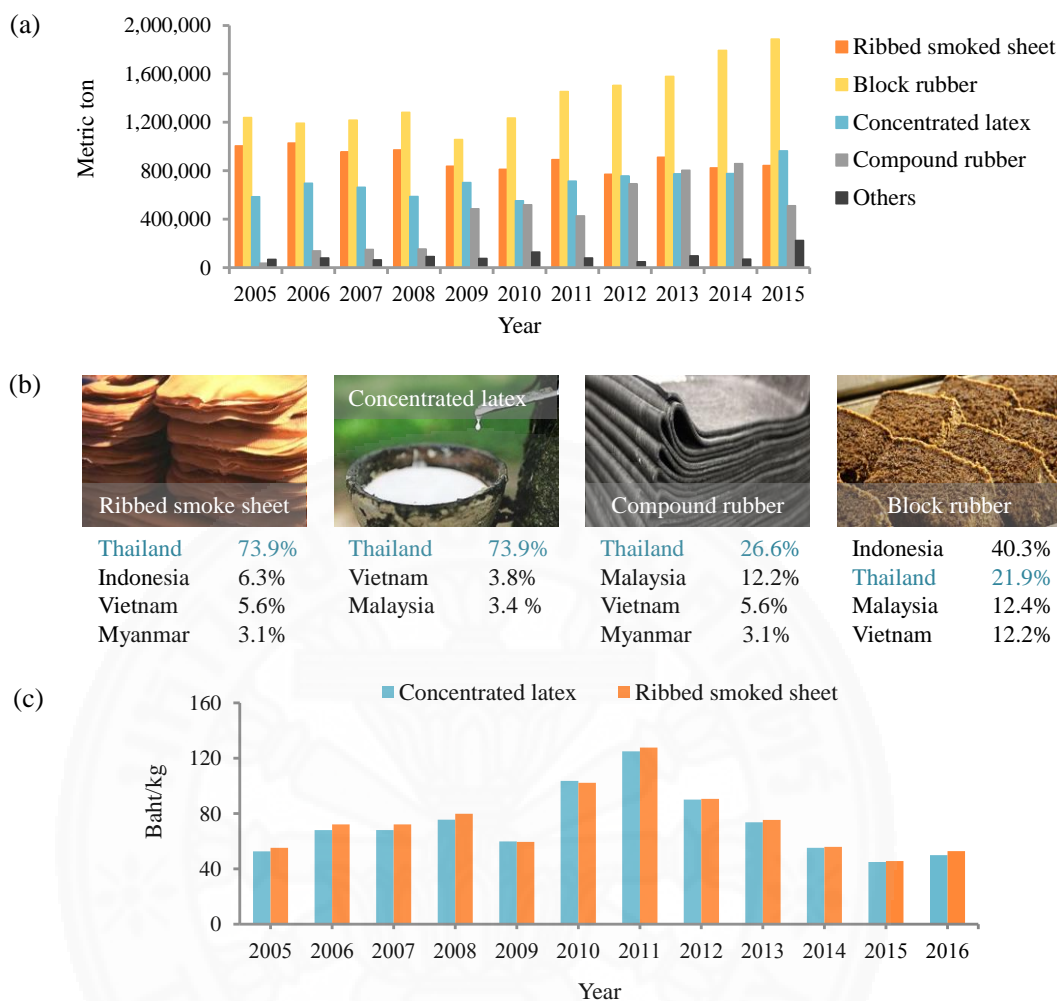 (a)
2,000,000
1,600,000
1,200,000
800,000
400,000
0
Metric ton
2005 2006 2007 2008 2009 2010 2011 2012 2013 2014 2015
Year
Ribbed smoked sheet
Block rubber
Concentrated latex
Compound rubber
Others
(b)
Ribbed smoke sheet
Thailand 73.9%
Indonesia 6.3%
Vietnam 5.6%
Myanmar 3.1%
Concentrated latex
Thailand 73.9%
Vietnam 3.8%
Malaysia 3.4 %
Compound rubber
Thailand 26.6%
Malaysia 12.2%
Vietnam 5.6%
Myanmar 3.1%
Block rubber
Indonesia 40.3%
Thailand 21.9%
Malaysia 12.4%
Vietnam 12.2%
(c)
Concentrated latex Ribbed smoked sheet
160
120
80
40
0
Baht/kg
2005 2006 2007 2008 2009 2010 2011 2012 2013 2014 2015 2016
Year